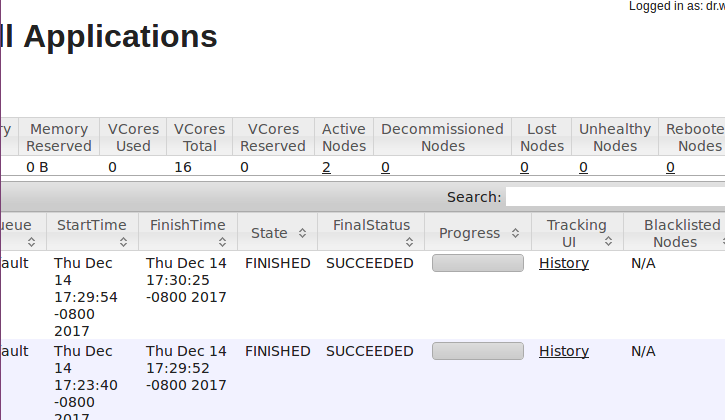 Logged in as: dr.w
ll Applications
ry Memory Reserved VCores Used VCores Total VCores Reserved Active Nodes Decommissioned Nodes Lost Nodes Unhealthy Nodes Reboote Nodes
0 B 0 16 0 2 0 0 0 0
Search:
ueue StartTime FinishTime State FinalStatus Progress Tracking UI Blacklisted Nodes
ault Thu Dec 14 17:29:54 -0800 2017 Thu Dec 14 17:30:25 -0800 2017 FINISHED SUCCEEDED History N/A
ault Thu Dec 14 17:23:40 -0800 2017 Thu Dec 14 17:29:52 -0800 2017 FINISHED SUCCEEDED History N/A